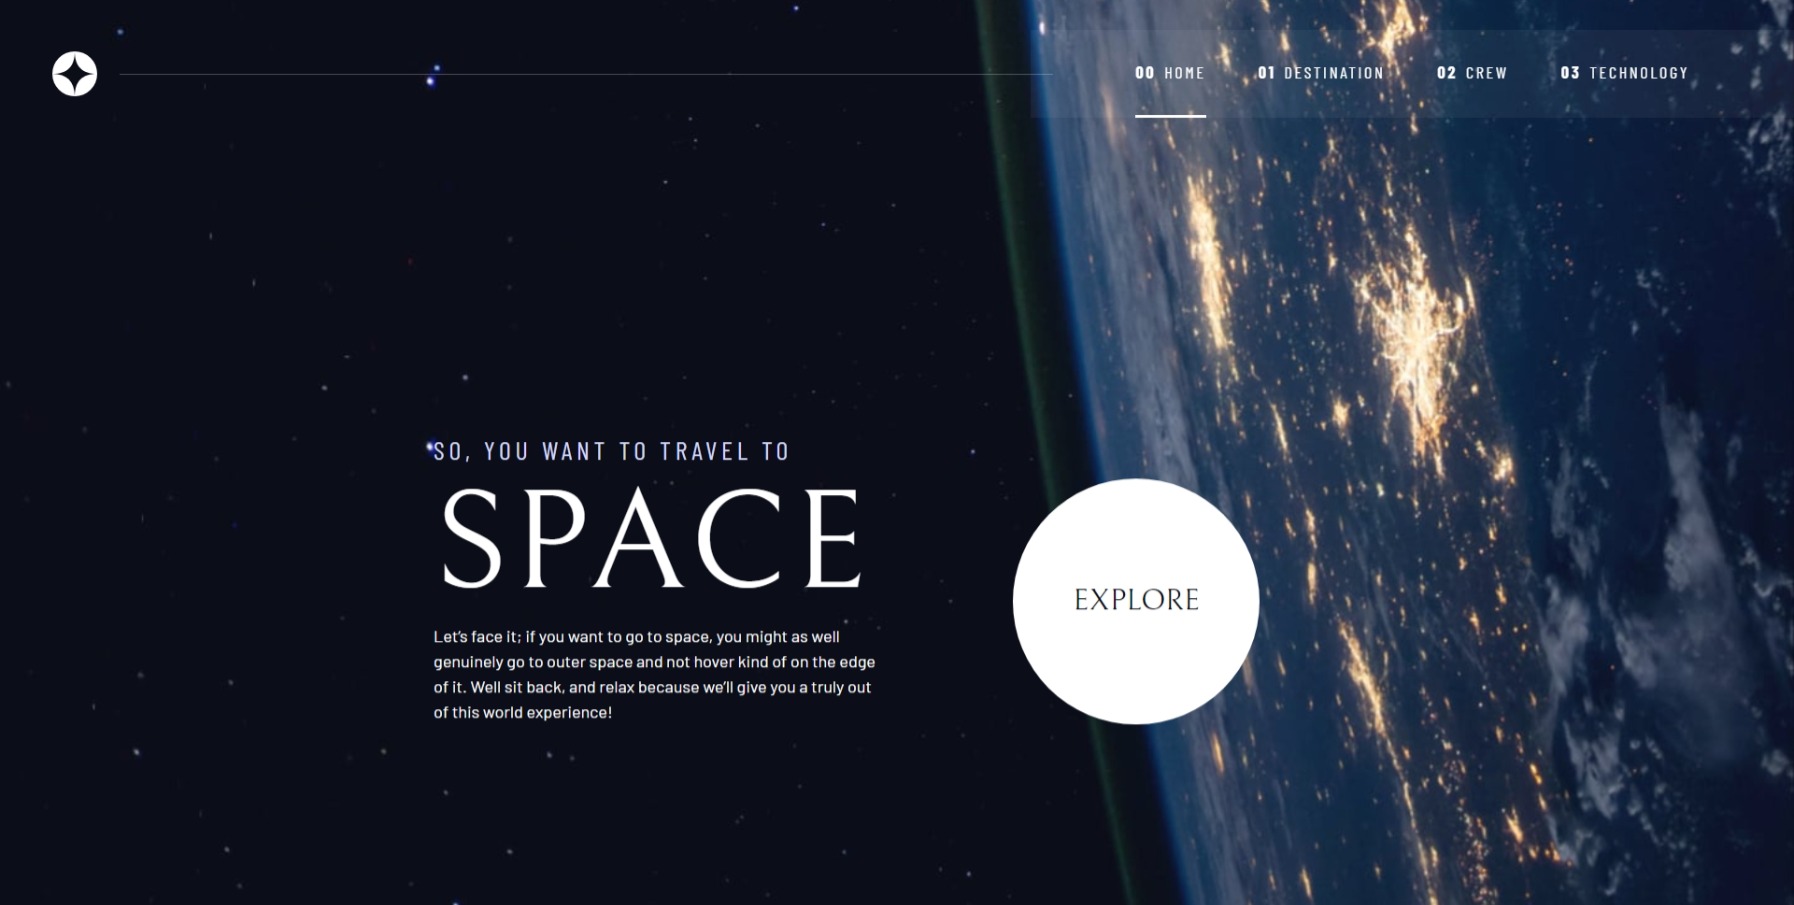 00 HOME 01 DESTINATION 02 CREW 03 TECHNOLOGY
SO, YOU WANT TO TRAVEL TO
SPACE
Let’s face it; if you want to go to space, you might as well
genuinely go to outer space and not hover kind of on the edge
of it. Well sit back, and relax because we’ll give you a truly out
of this world experience!
EXPLORE